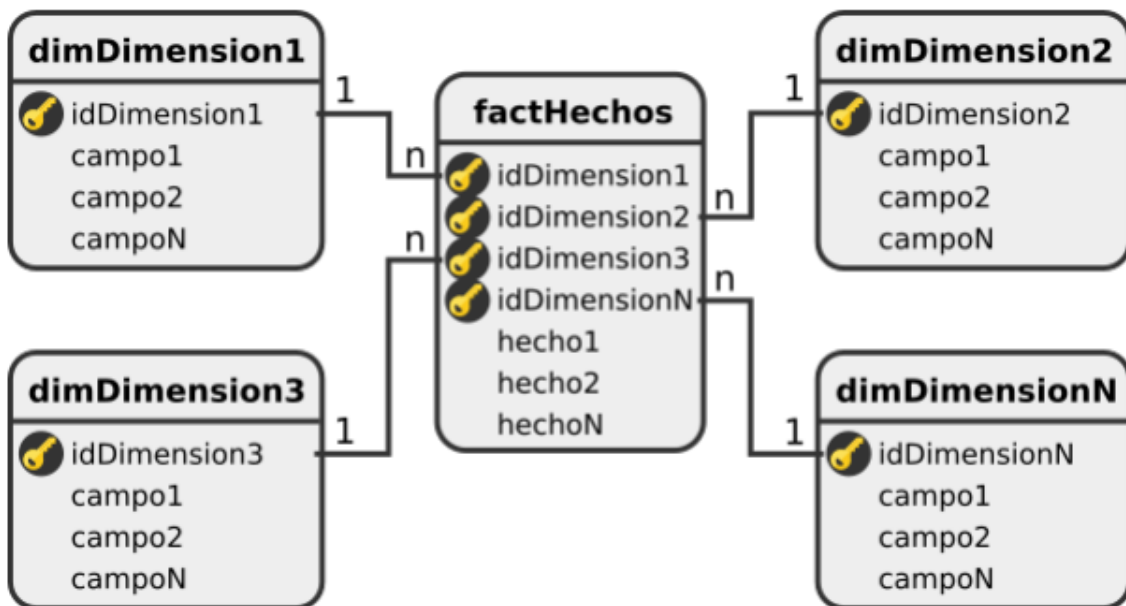 dimDimension1
idDimension1
campo1
campo2
campoN
1
n
factHechos
idDimension1
idDimension2
idDimension3
idDimensionN
hecho1
hecho2
hechoN
dimDimension2
idDimension2
campo1
campo2
campoN
1
n
dimDimension3
idDimension3
campo1
campo2
campoN
1
n
dimDimensionN
idDimensionN
campo1
campo2
campoN
1
n